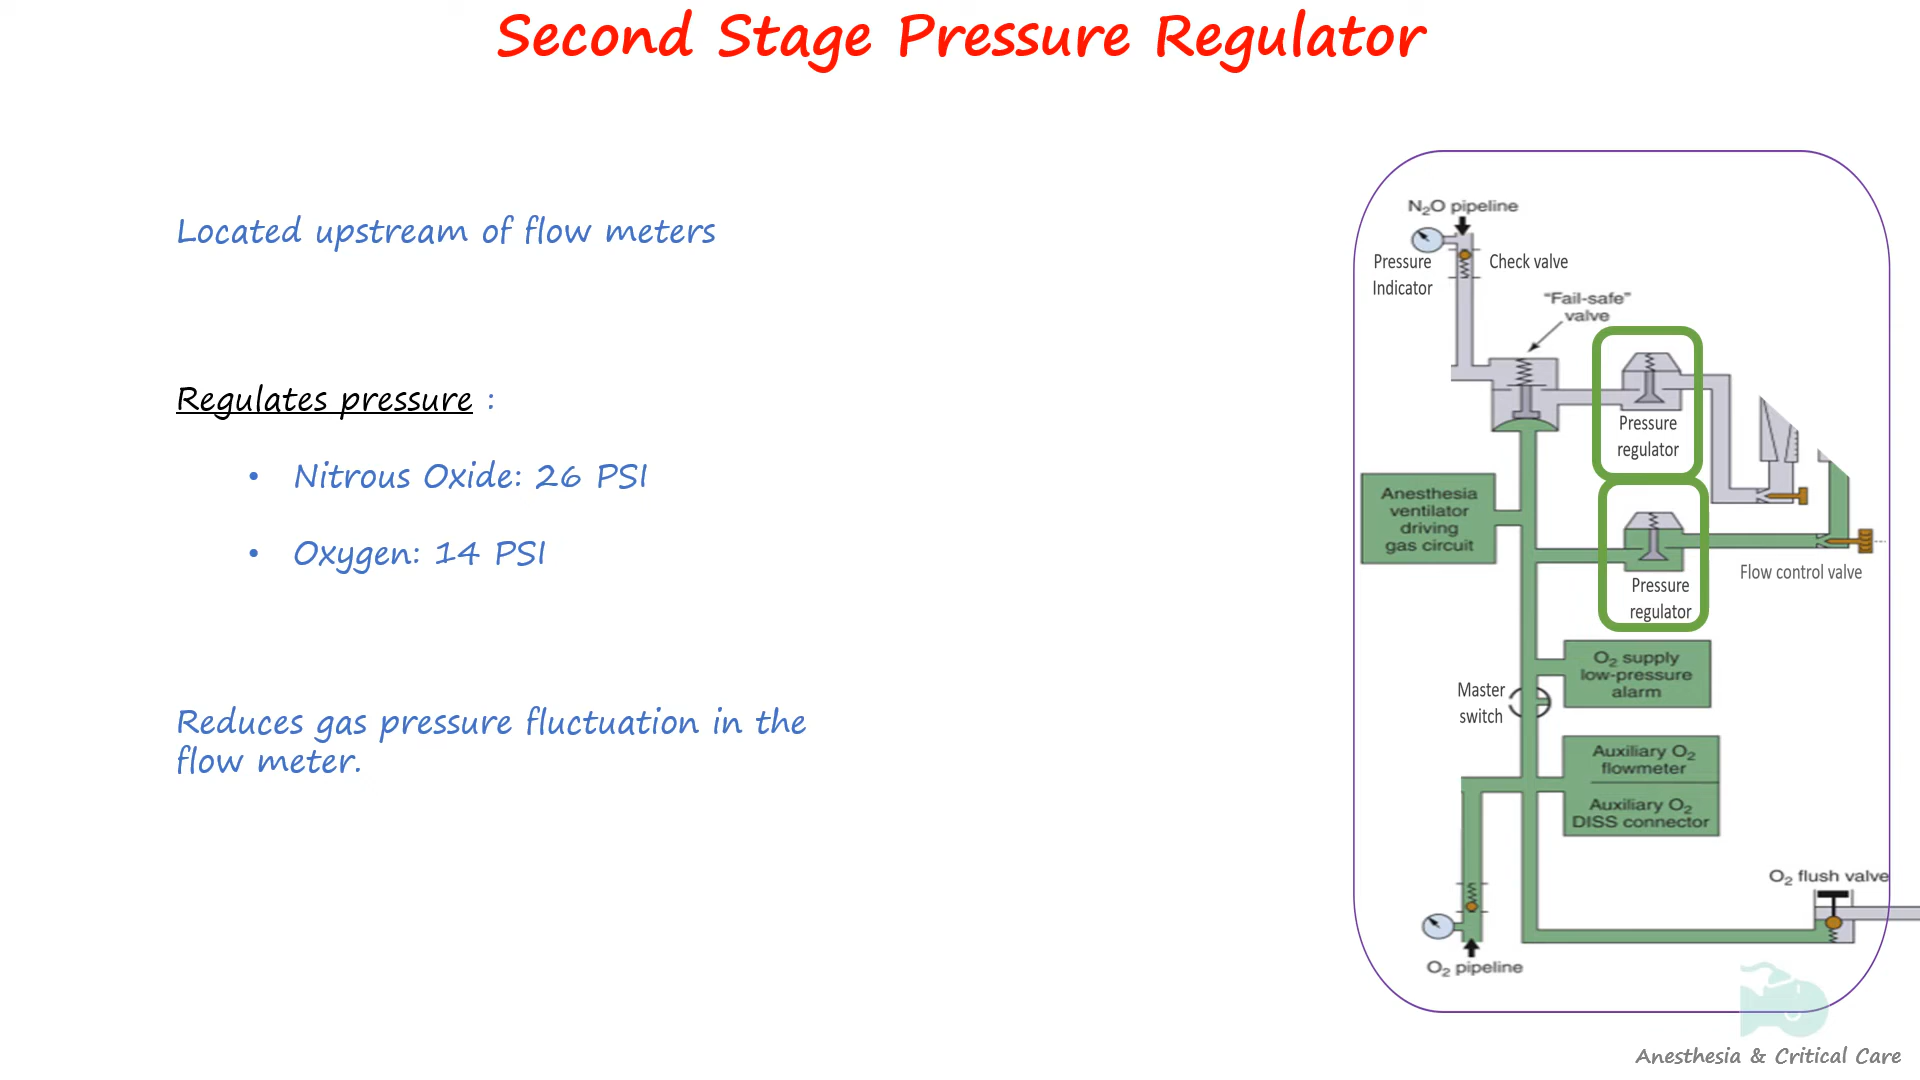 Second Stage Pressure Regulator
Located upstream of flow meters
Regulates pressure :
• Nitrous Oxide: 26 PSI
• Oxygen: 14 PSI
Reduces gas pressure fluctuation in the
flow meter.
N₂O pipeline
Pressure
Indicator
Check valve
“Fail-safe”
valve
Pressure
regulator
Anesthesia
ventilator
driving
gas circuit
Pressure
regulator
Flow control valve
O₂ supply
low-pressure
alarm
Master
switch
Auxiliary O₂
flowmeter
Auxiliary O₂
DISS connector
O₂ flush valve
O₂ pipeline
Anesthesia & Critical Care